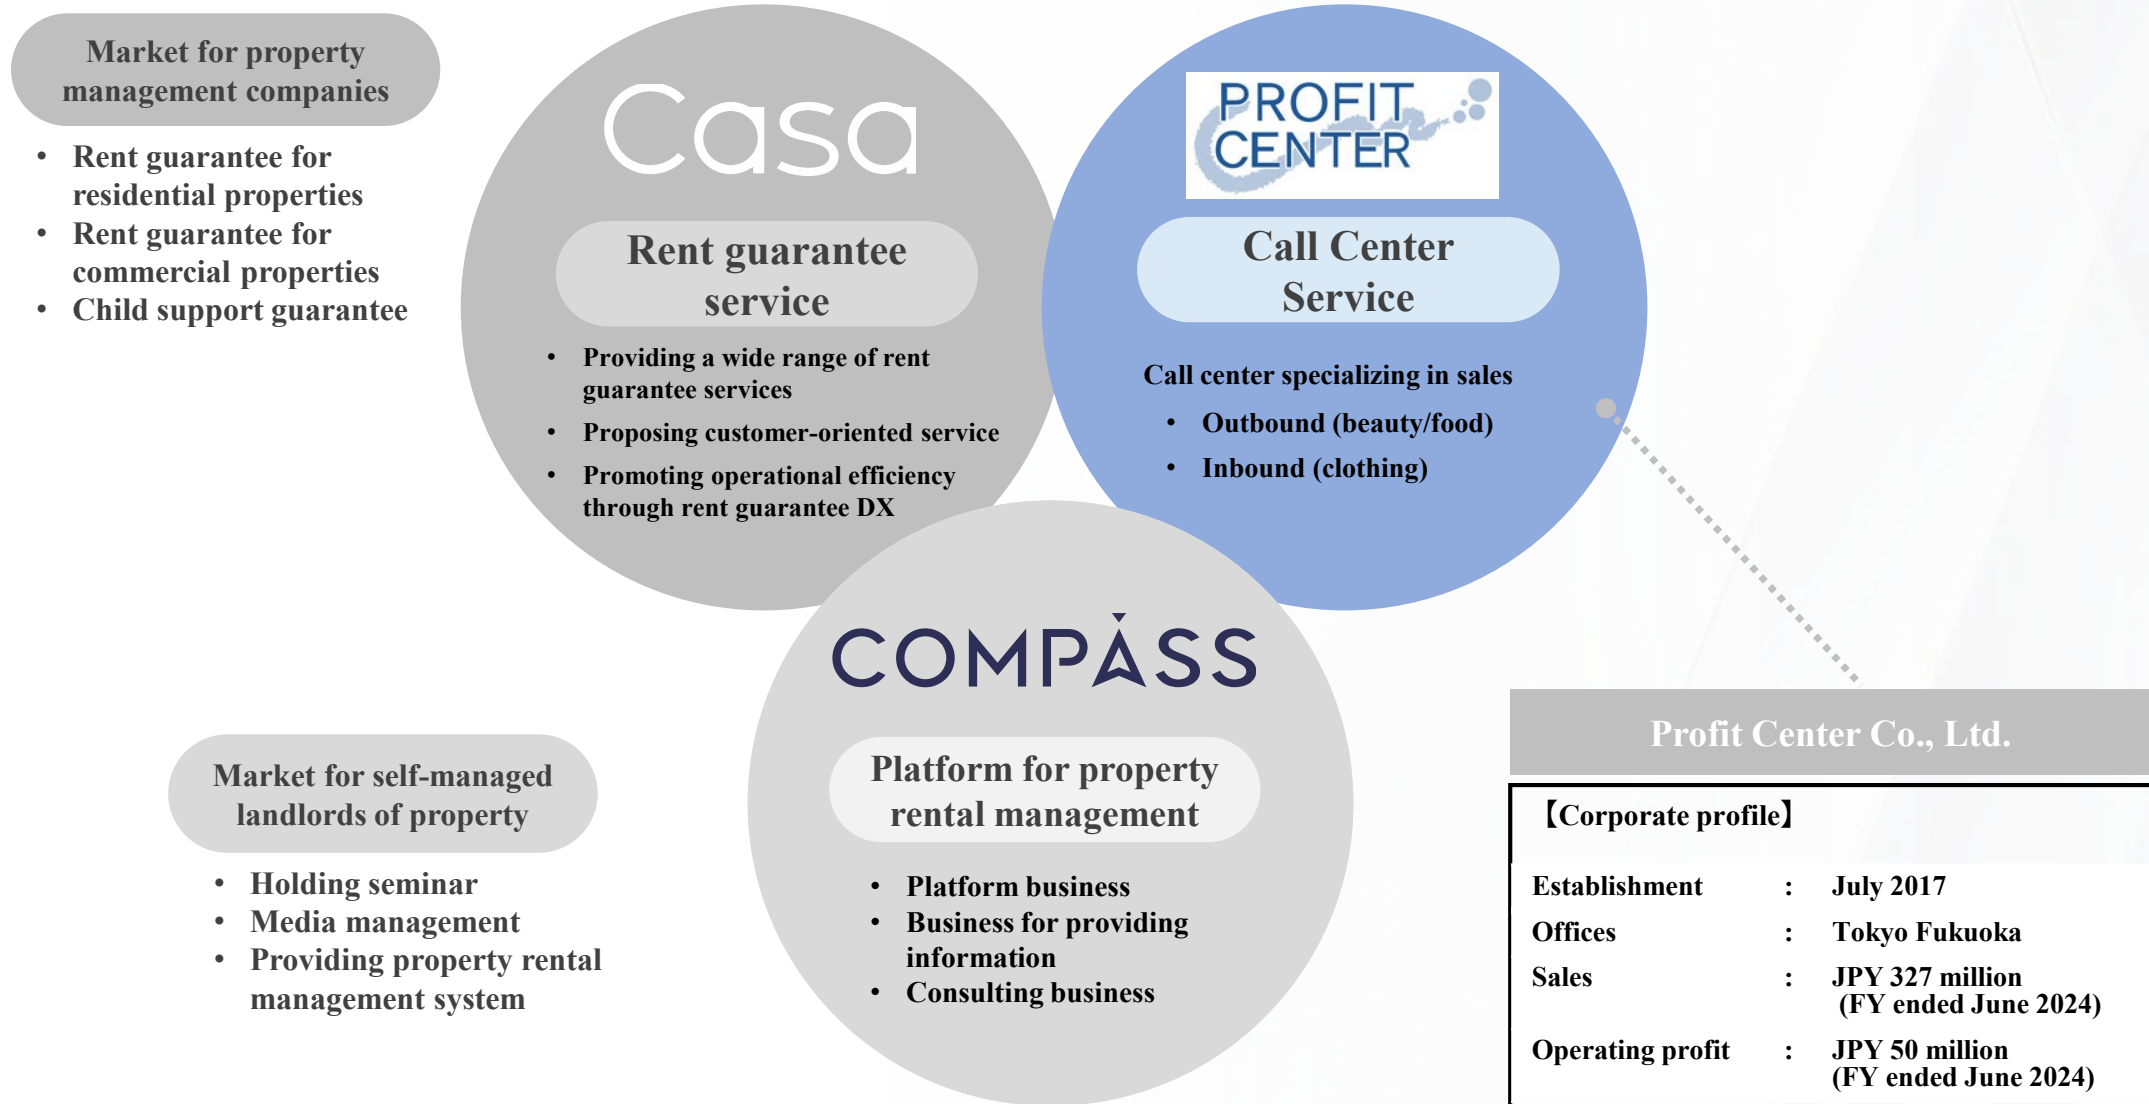 Market for property
management companies
• Rent guarantee for
residential properties
• Rent guarantee for
commercial properties
• Child support guarantee
Casa
Rent guarantee
service
• Providing a wide range of rent
guarantee services
• Proposing customer-oriented service
• Promoting operational efficiency
through rent guarantee DX
PROFIT
CENTER
Call Center
Service
Call center specializing in sales
• Outbound (beauty/food)
• Inbound (clothing)
COMPASS
Platform for property
rental management
• Platform business
• Business for providing
information
• Consulting business
Market for self-managed
landlords of property
• Holding seminar
• Media management
• Providing property rental
management system
Profit Center Co., Ltd.
【Corporate profile】
Establishment : July 2017
Offices : Tokyo Fukuoka
Sales : JPY 327 million
(FY ended June 2024)
Operating profit : JPY 50 million
(FY ended June 2024)